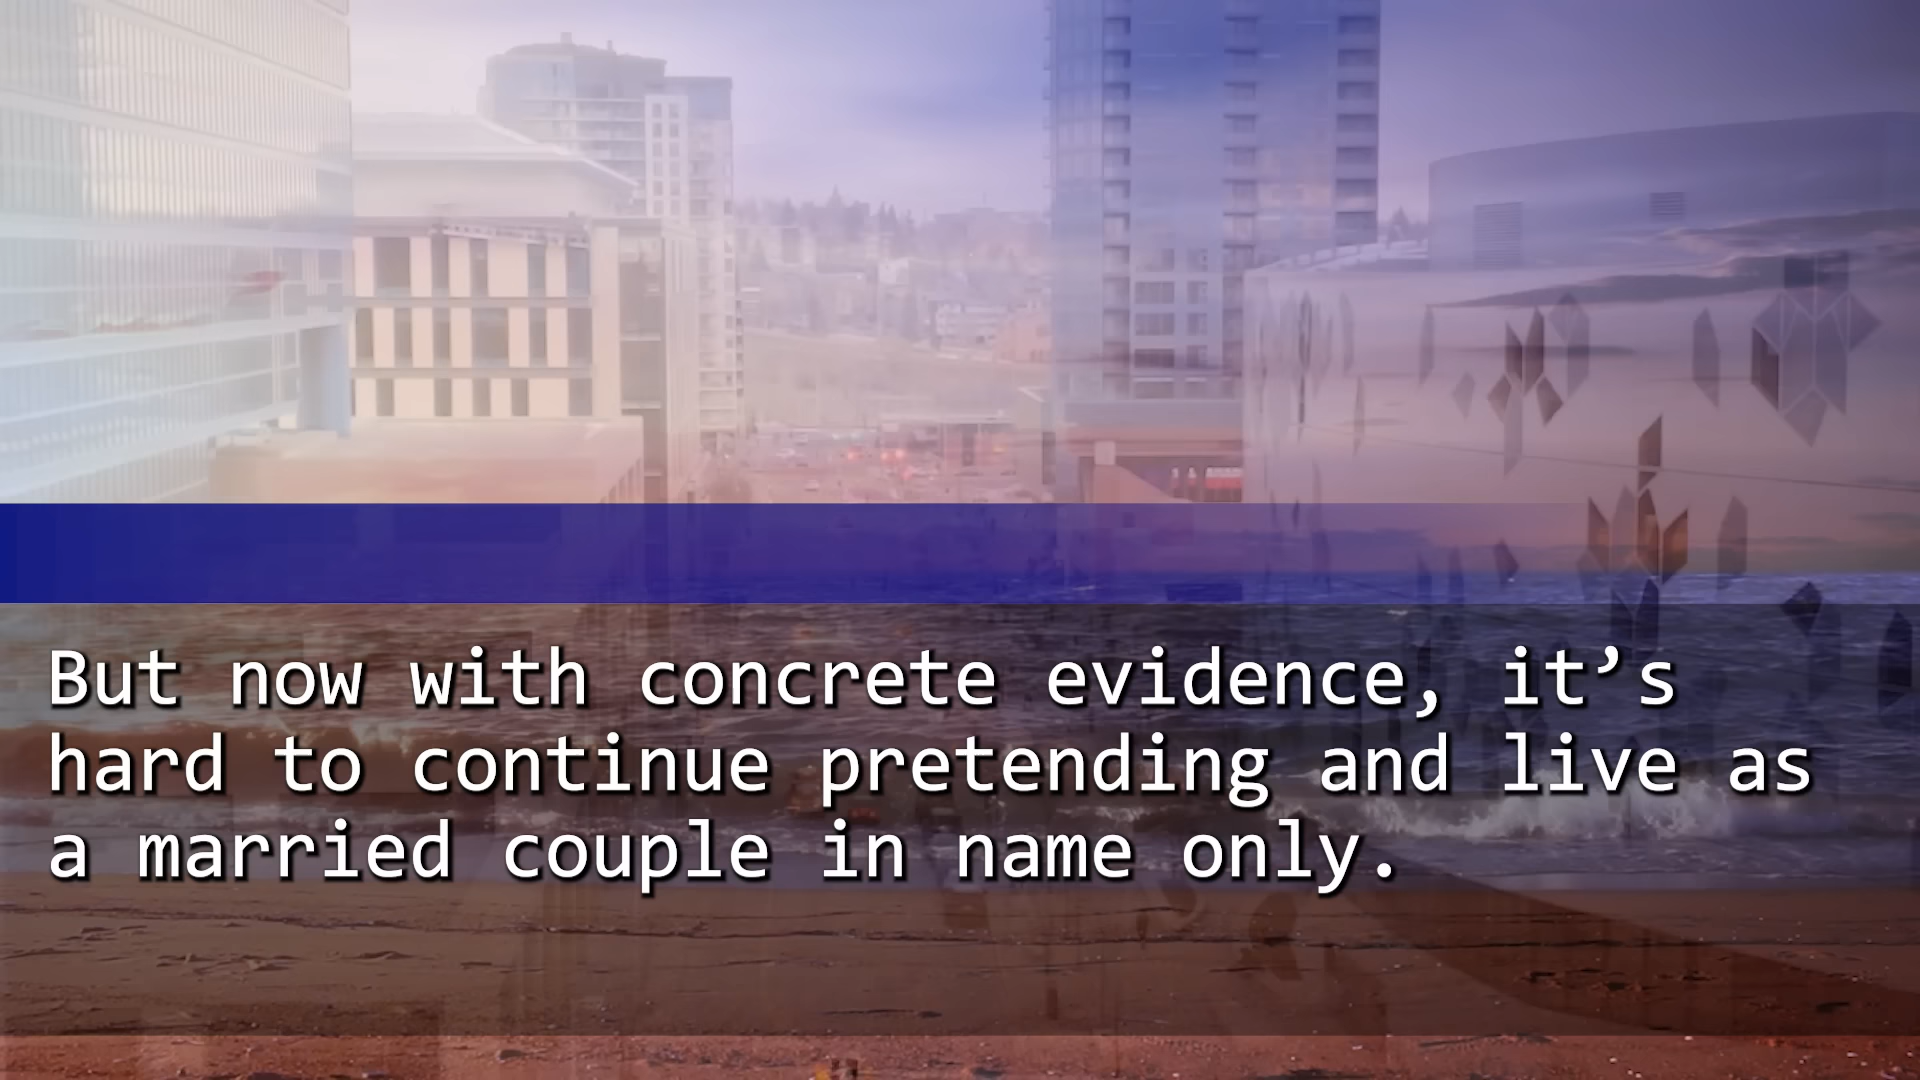 But now with concrete evidence, it’s
hard to continue pretending and live as
a married couple in name only.